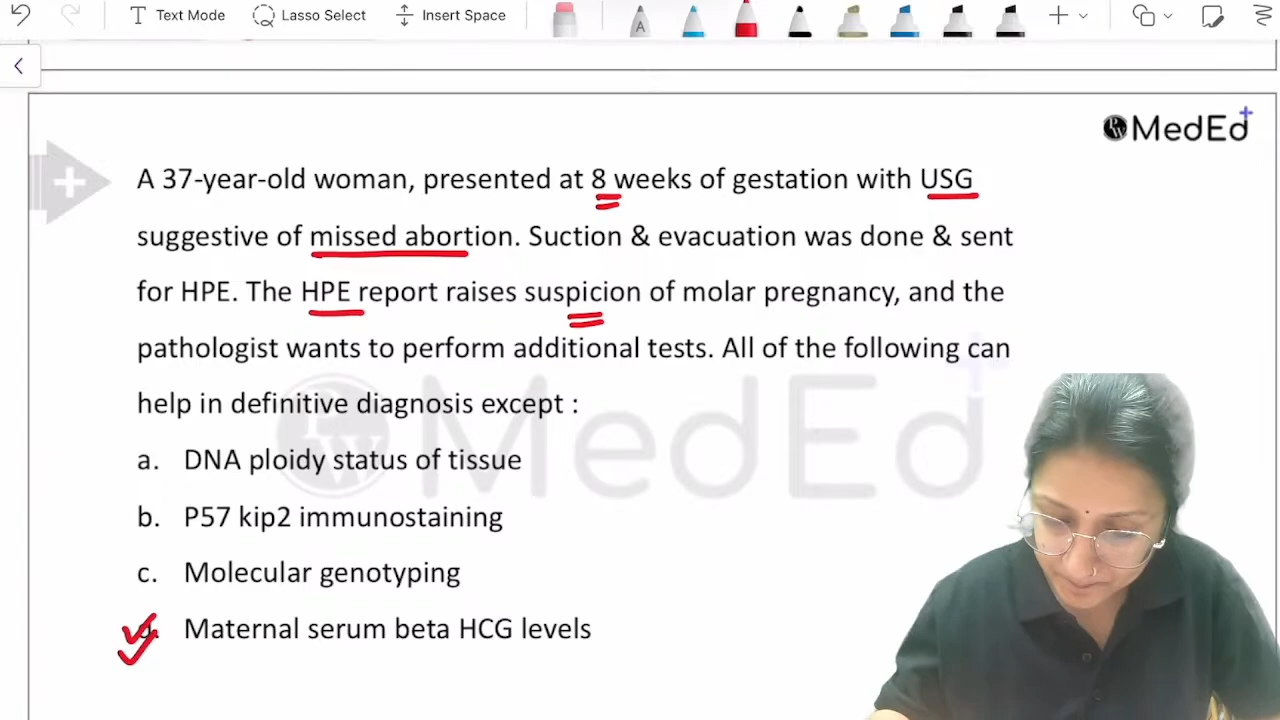 Text Mode Lasso Select Insert Space
A
MedEd
A 37-year-old woman, presented at 8 weeks of gestation with USG
suggestive of missed abortion. Suction & evacuation was done & sent
for HPE. The HPE report raises suspicion of molar pregnancy, and the
pathologist wants to perform additional tests. All of the following can
help in definitive diagnosis except :
MedEd
a. DNA ploidy status of tissue
b. P57 kip2 immunostaining
c. Molecular genotyping
d. Maternal serum beta HCG levels